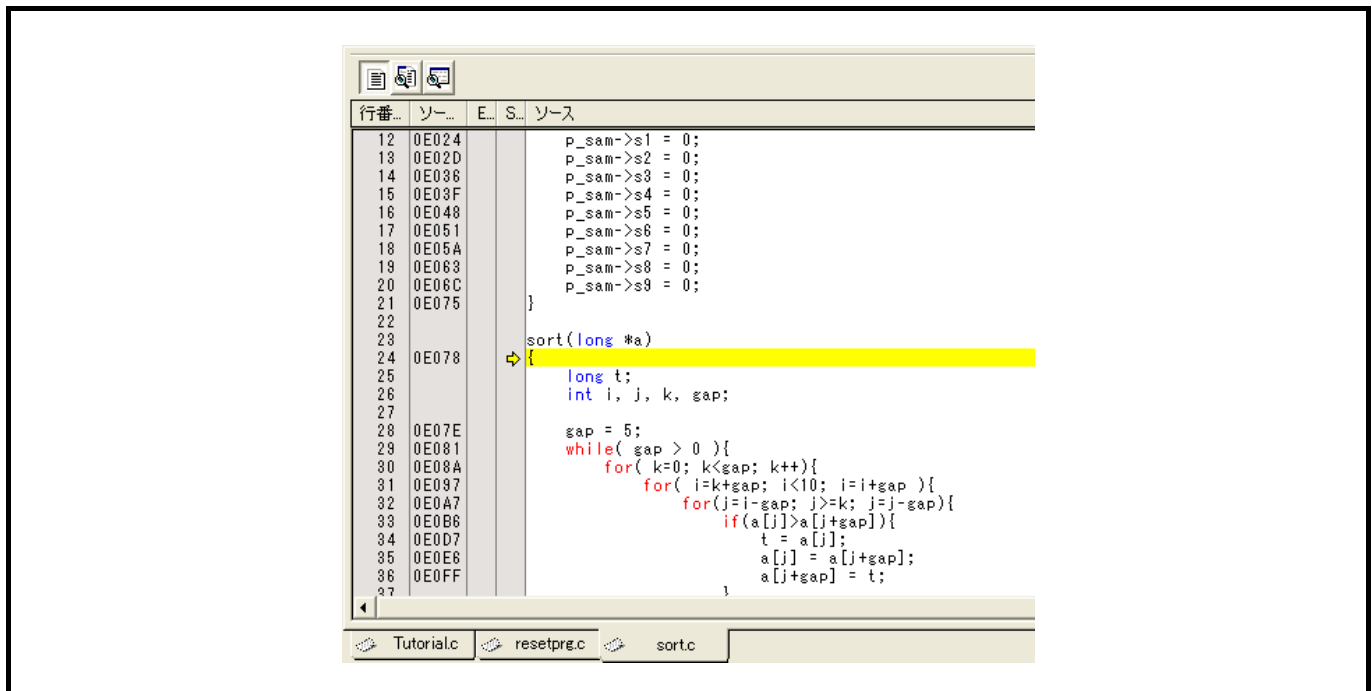 行番... ソー... E... S... ソース
12 0E024 p_sam->s1 = 0;
13 0E02D p_sam->s2 = 0;
14 0E036 p_sam->s3 = 0;
15 0E03F p_sam->s4 = 0;
16 0E048 p_sam->s5 = 0;
17 0E051 p_sam->s6 = 0;
18 0E05A p_sam->s7 = 0;
19 0E063 p_sam->s8 = 0;
20 0E06C p_sam->s9 = 0;
21 0E075 }
22
23 sort(long *a)
24 0E078 {
25 long t;
26 int i, j, k, gap;
27
28 0E07E gap = 5;
29 0E081 while( gap > 0 ){
30 0E08A for( k=0; k<gap; k++){
31 0E097 for( i=k+gap; i<10; i=i+gap ){
32 0E0A7 for(j=i-gap; j>=k; j=j-gap){
33 0E0B6 if(a[j]>a[j+gap]){
34 0E0D7 t = a[j];
35 0E0E6 a[j] = a[j+gap];
36 0E0FF a[j+gap] = t;
37 }
Tutorial.c resetprg.c sort.c